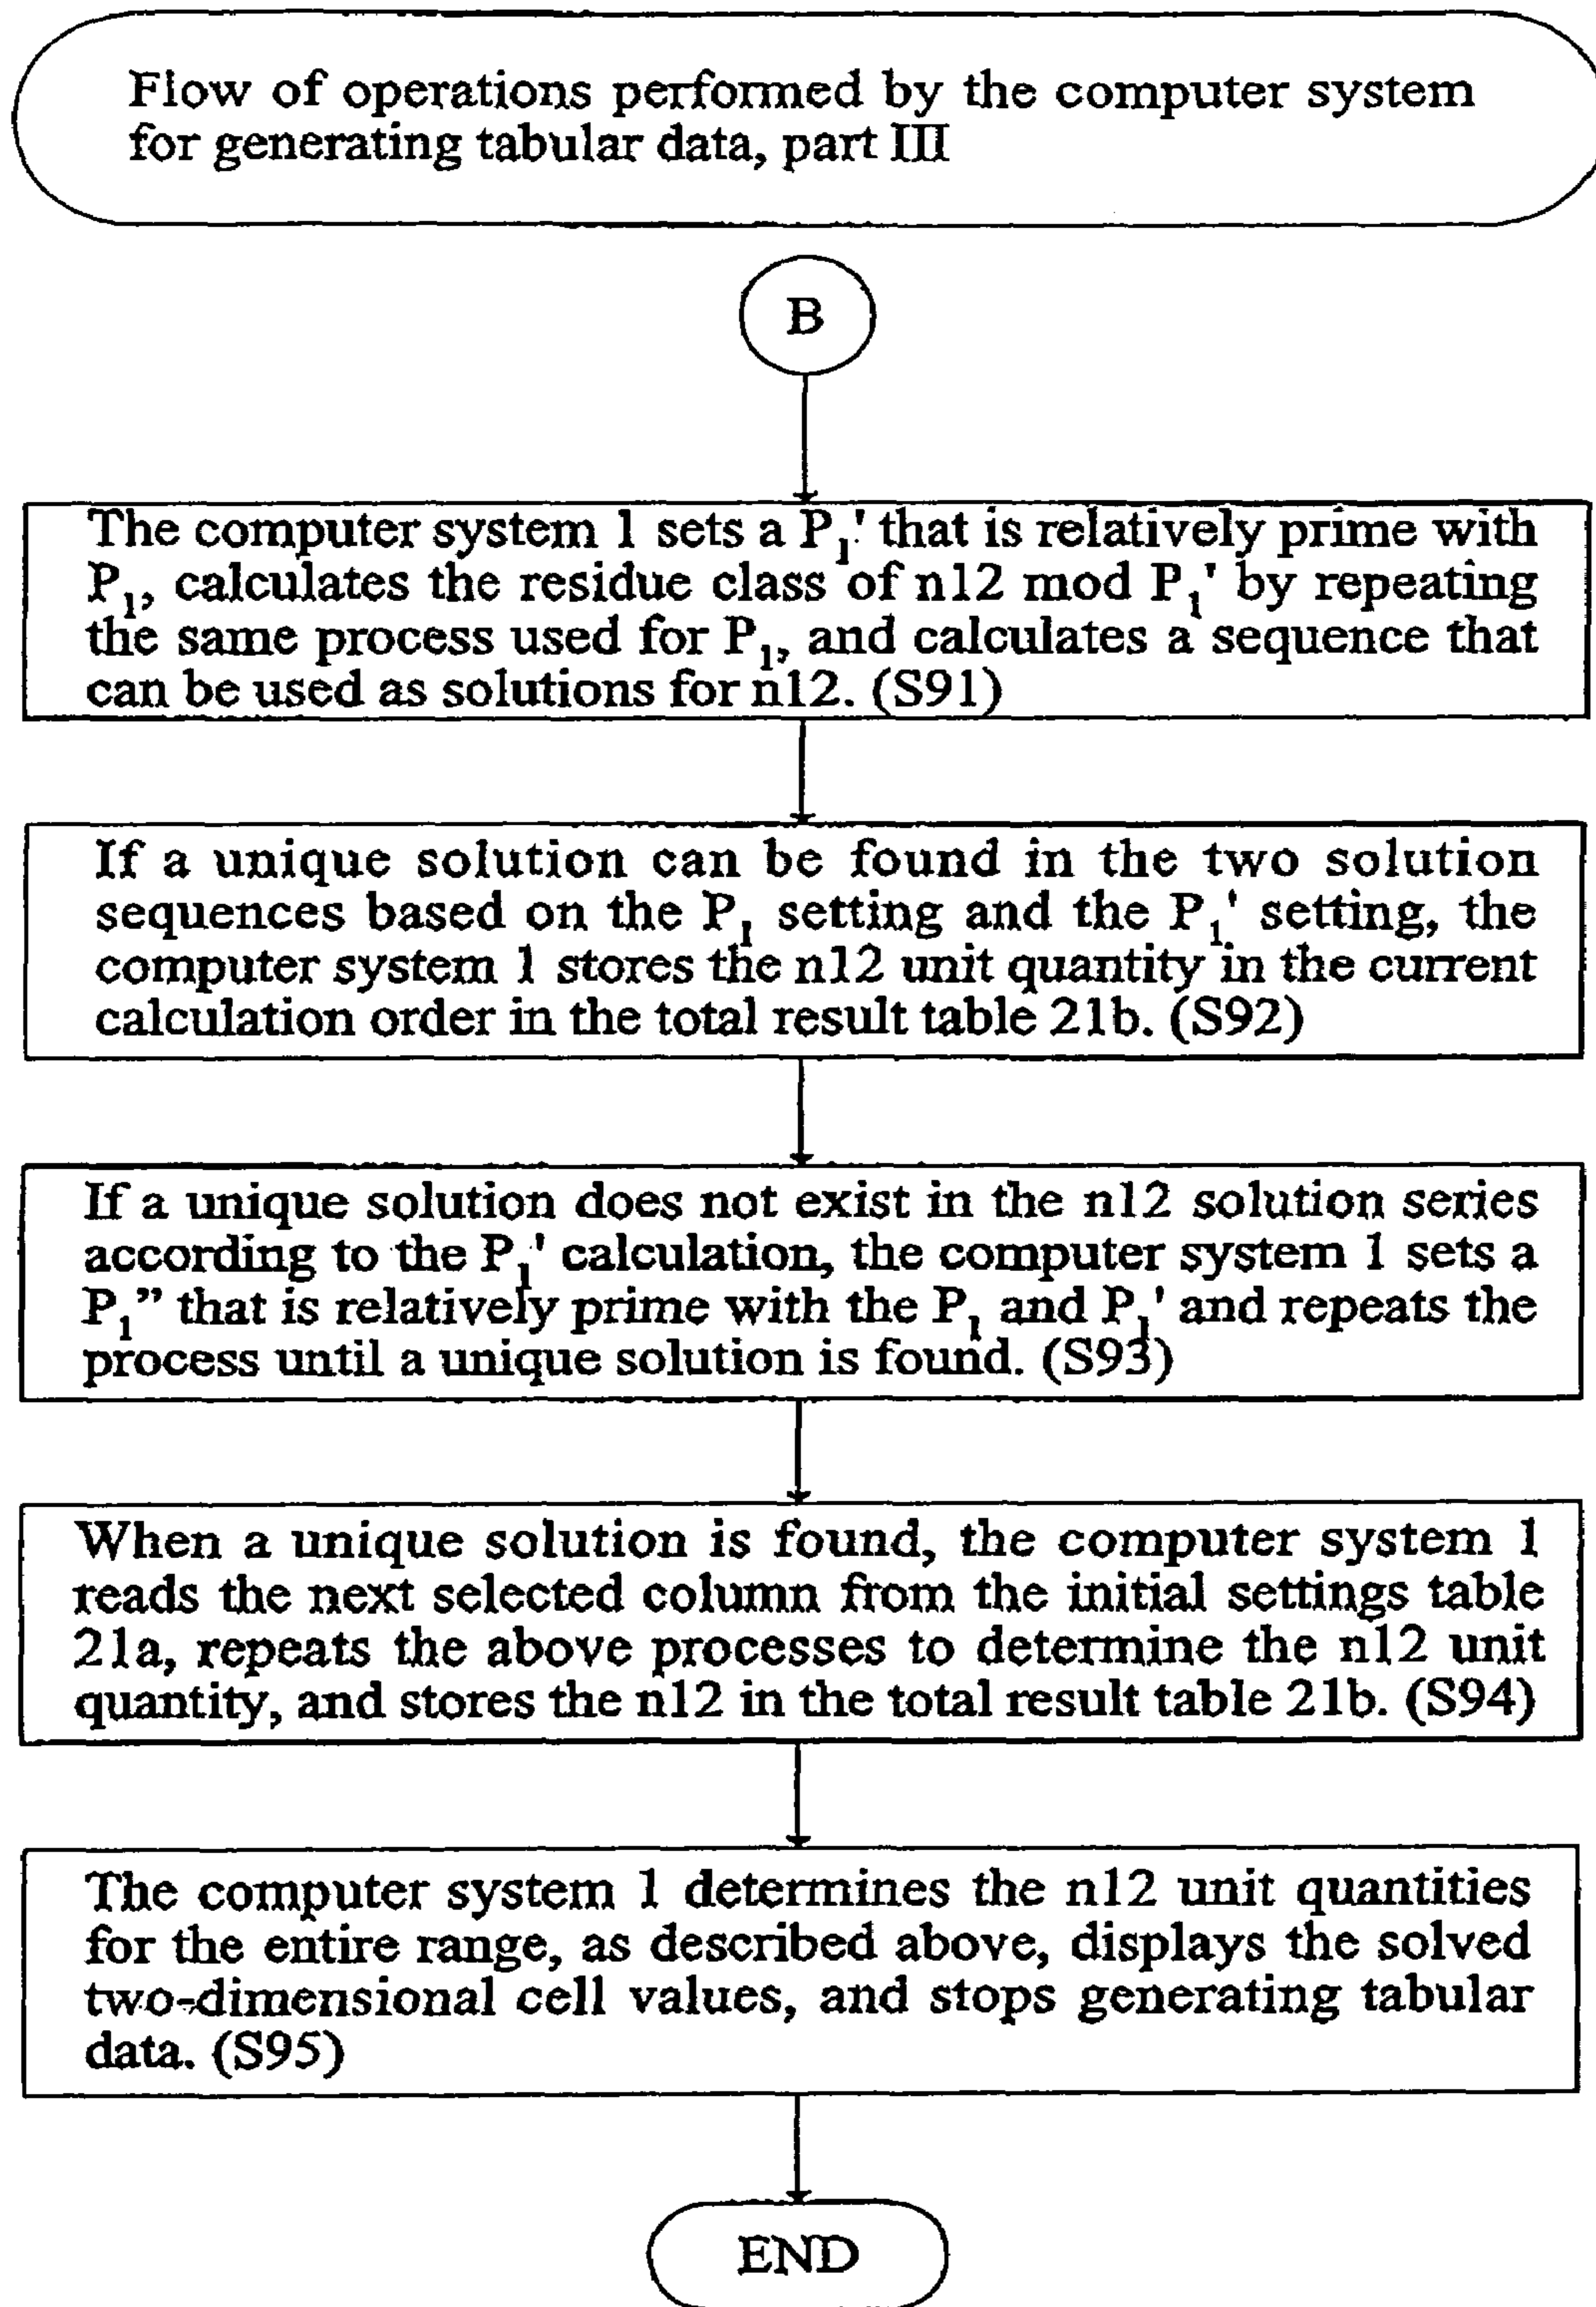 Flow of operations performed by the computer system
for generating tabular data, part III
B
The computer system 1 sets a P₁' that is relatively prime with
P₁, calculates the residue class of n12 mod P₁' by repeating
the same process used for P₁, and calculates a sequence that
can be used as solutions for n12. (S91)
If a unique solution can be found in the two solution
sequences based on the P₁ setting and the P₁' setting, the
computer system 1 stores the n12 unit quantity in the current
calculation order in the total result table 21b. (S92)
If a unique solution does not exist in the n12 solution series
according to the P₁' calculation, the computer system 1 sets a
P₁” that is relatively prime with the P₁ and P₁' and repeats the
process until a unique solution is found. (S93)
When a unique solution is found, the computer system 1
reads the next selected column from the initial settings table
21a, repeats the above processes to determine the n12 unit
quantity, and stores the n12 in the total result table 21b. (S94)
The computer system 1 determines the n12 unit quantities
for the entire range, as described above, displays the solved
two-dimensional cell values, and stops generating tabular
data. (S95)
END